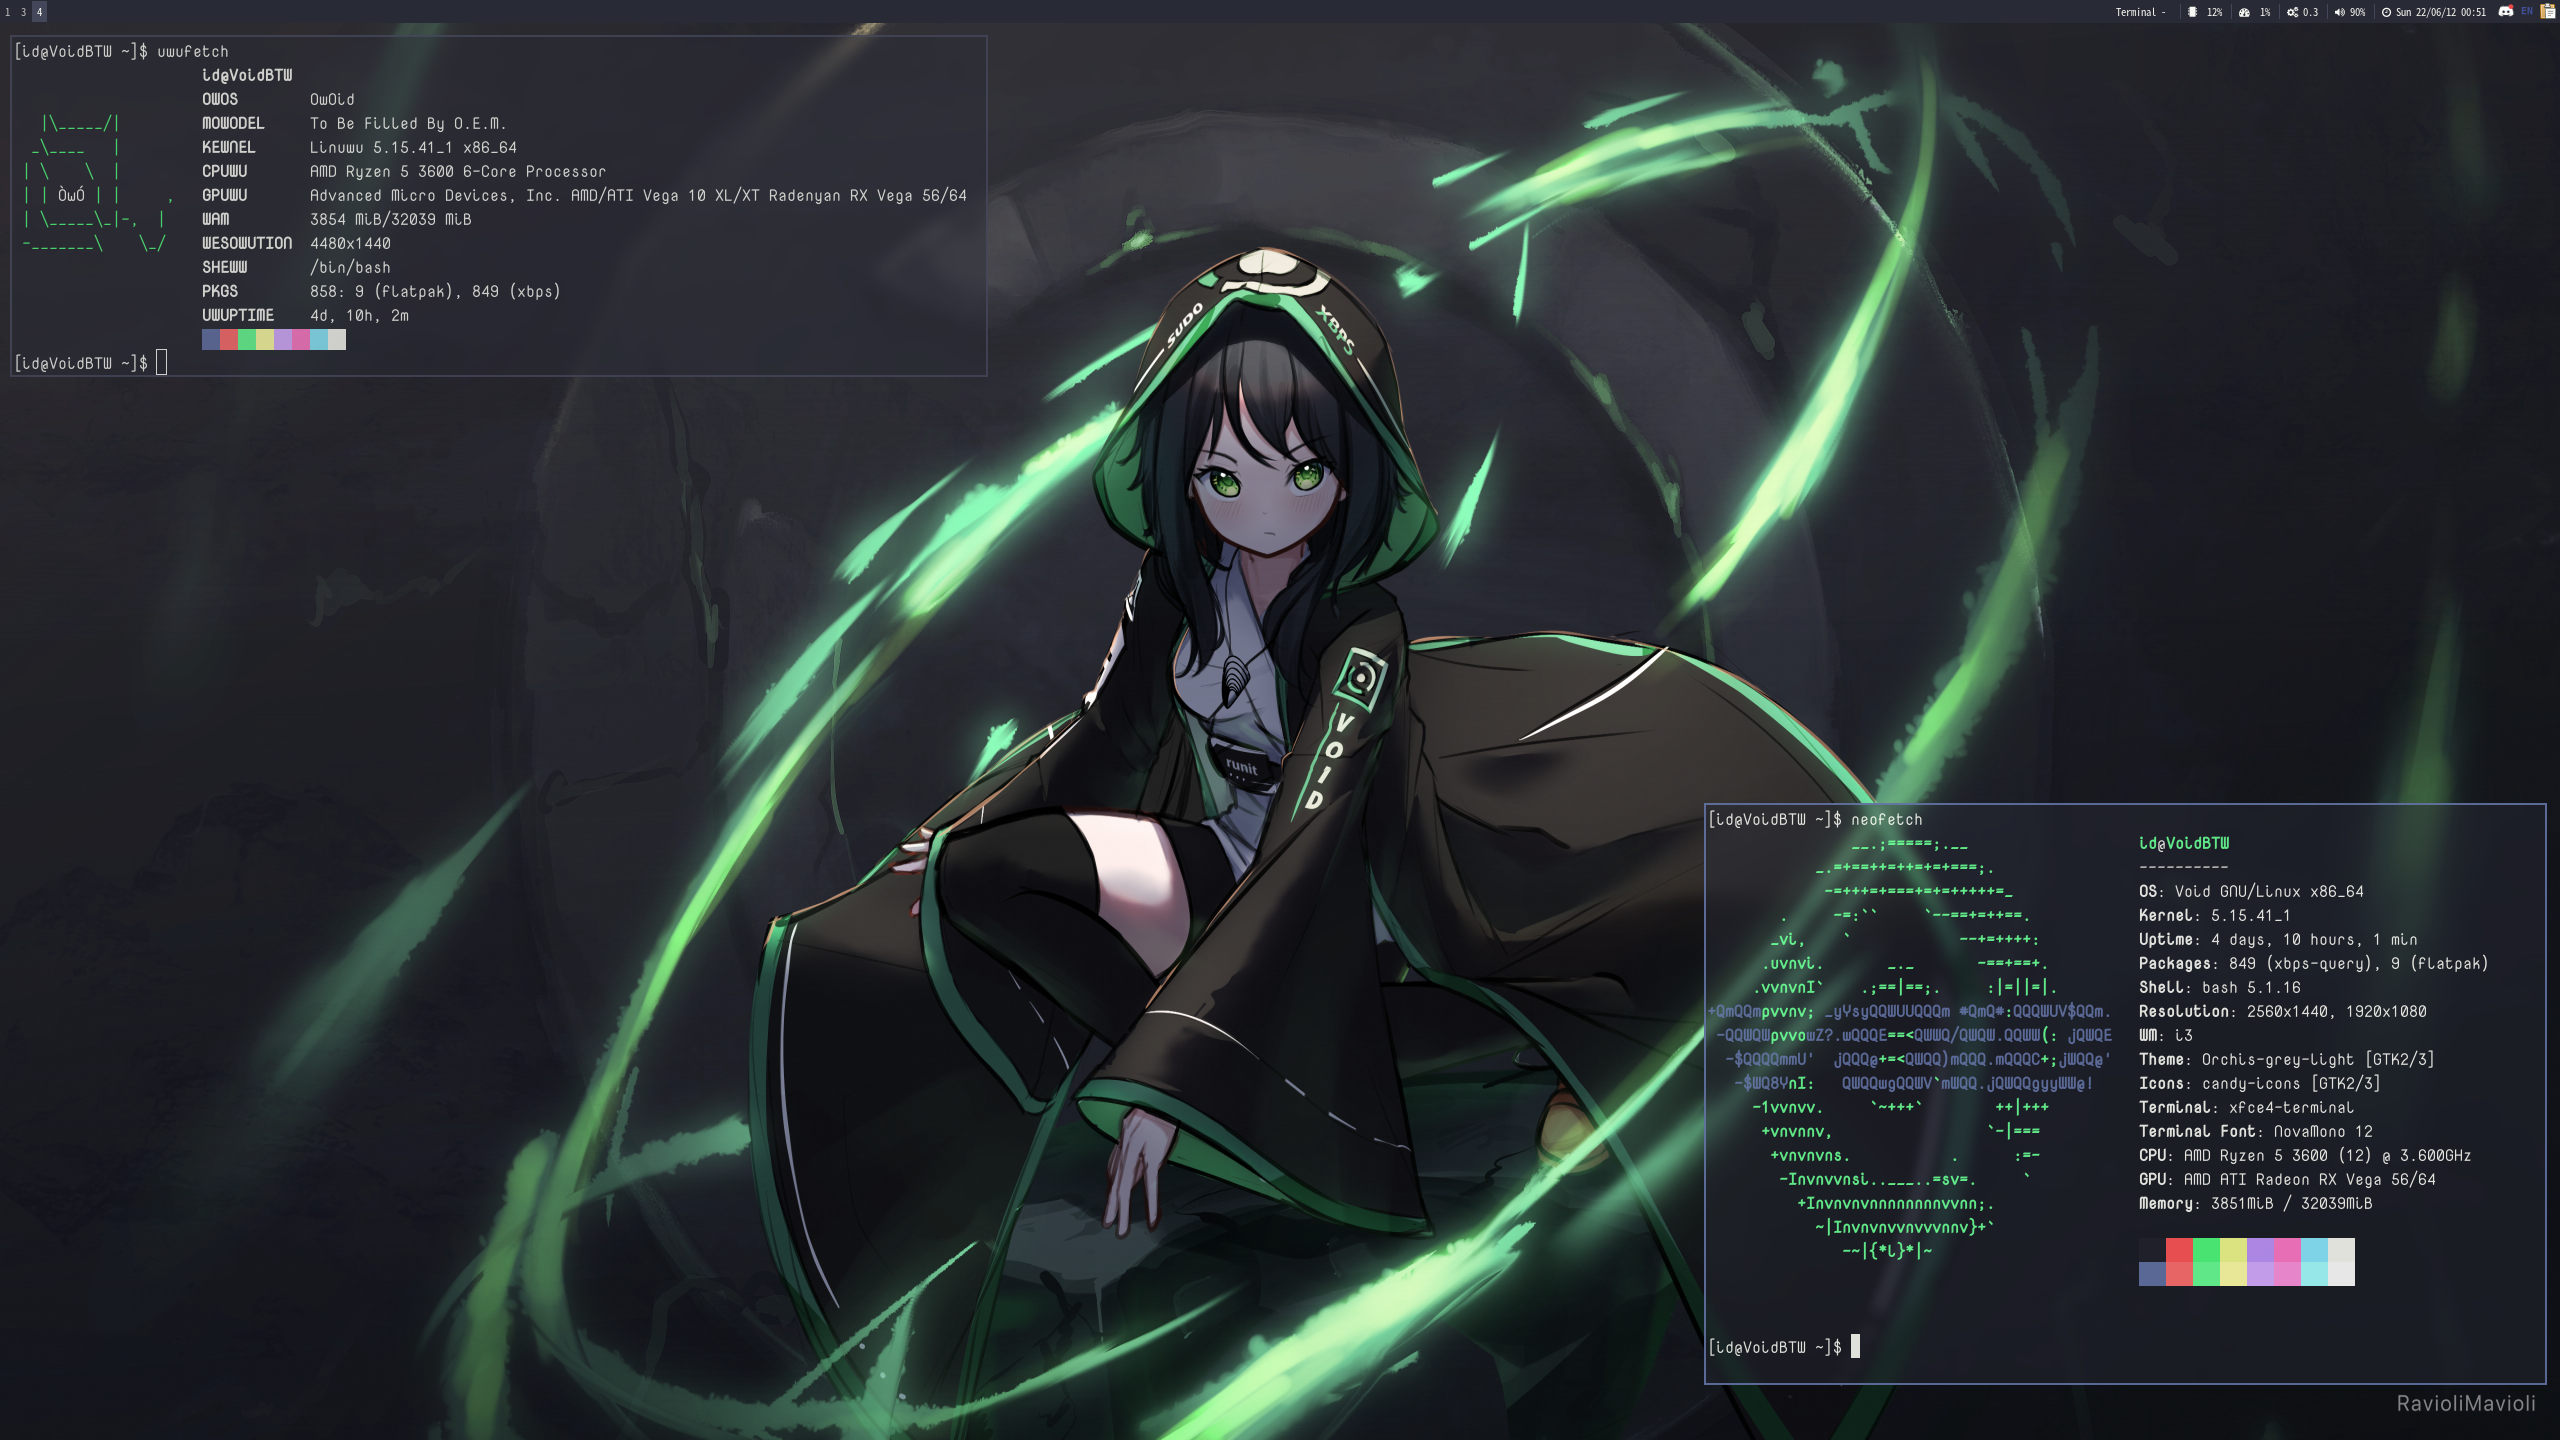 1 3 4
Terminal - 12% 1% 0.3 90% Sun 22/06/12 00:51 EN
[id@VoidBTW ~]$ uwufetch
id@VoidBTW
OWOS OwOid
MOWODEL To Be Filled By O.E.M.
KEWNEL Linuwu 5.15.41_1 x86_64
CPUWU AMD Ryzen 5 3600 6-Core Processor
GPUWU Advanced Micro Devices, Inc. AMD/ATI Vega 10 XL/XT Radenyan RX Vega 56/64
WAM 3854 MiB/32039 MiB
WESOWUTION 4480x1440
SHEWW /bin/bash
PKGS 858: 9 (flatpak), 849 (xbps)
UWUPTIME 4d, 10h, 2m
ÒwÓ
[id@VoidBTW ~]$
SUDO
XBPS
VOID
runit
[id@VoidBTW ~]$ neofetch
id@VoidBTW
----------
OS: Void GNU/Linux x86_64
Kernel: 5.15.41_1
Uptime: 4 days, 10 hours, 1 min
Packages: 849 (xbps-query), 9 (flatpak)
Shell: bash 5.1.16
Resolution: 2560x1440, 1920x1080
WM: i3
Theme: Orchis-grey-light [GTK2/3]
Icons: candy-icons [GTK2/3]
Terminal: xfce4-terminal
Terminal Font: NovaMono 12
CPU: AMD Ryzen 5 3600 (12) @ 3.600GHz
GPU: AMD ATI Radeon RX Vega 56/64
Memory: 3851MiB / 32039MiB
[id@VoidBTW ~]$
RavioliMavioli